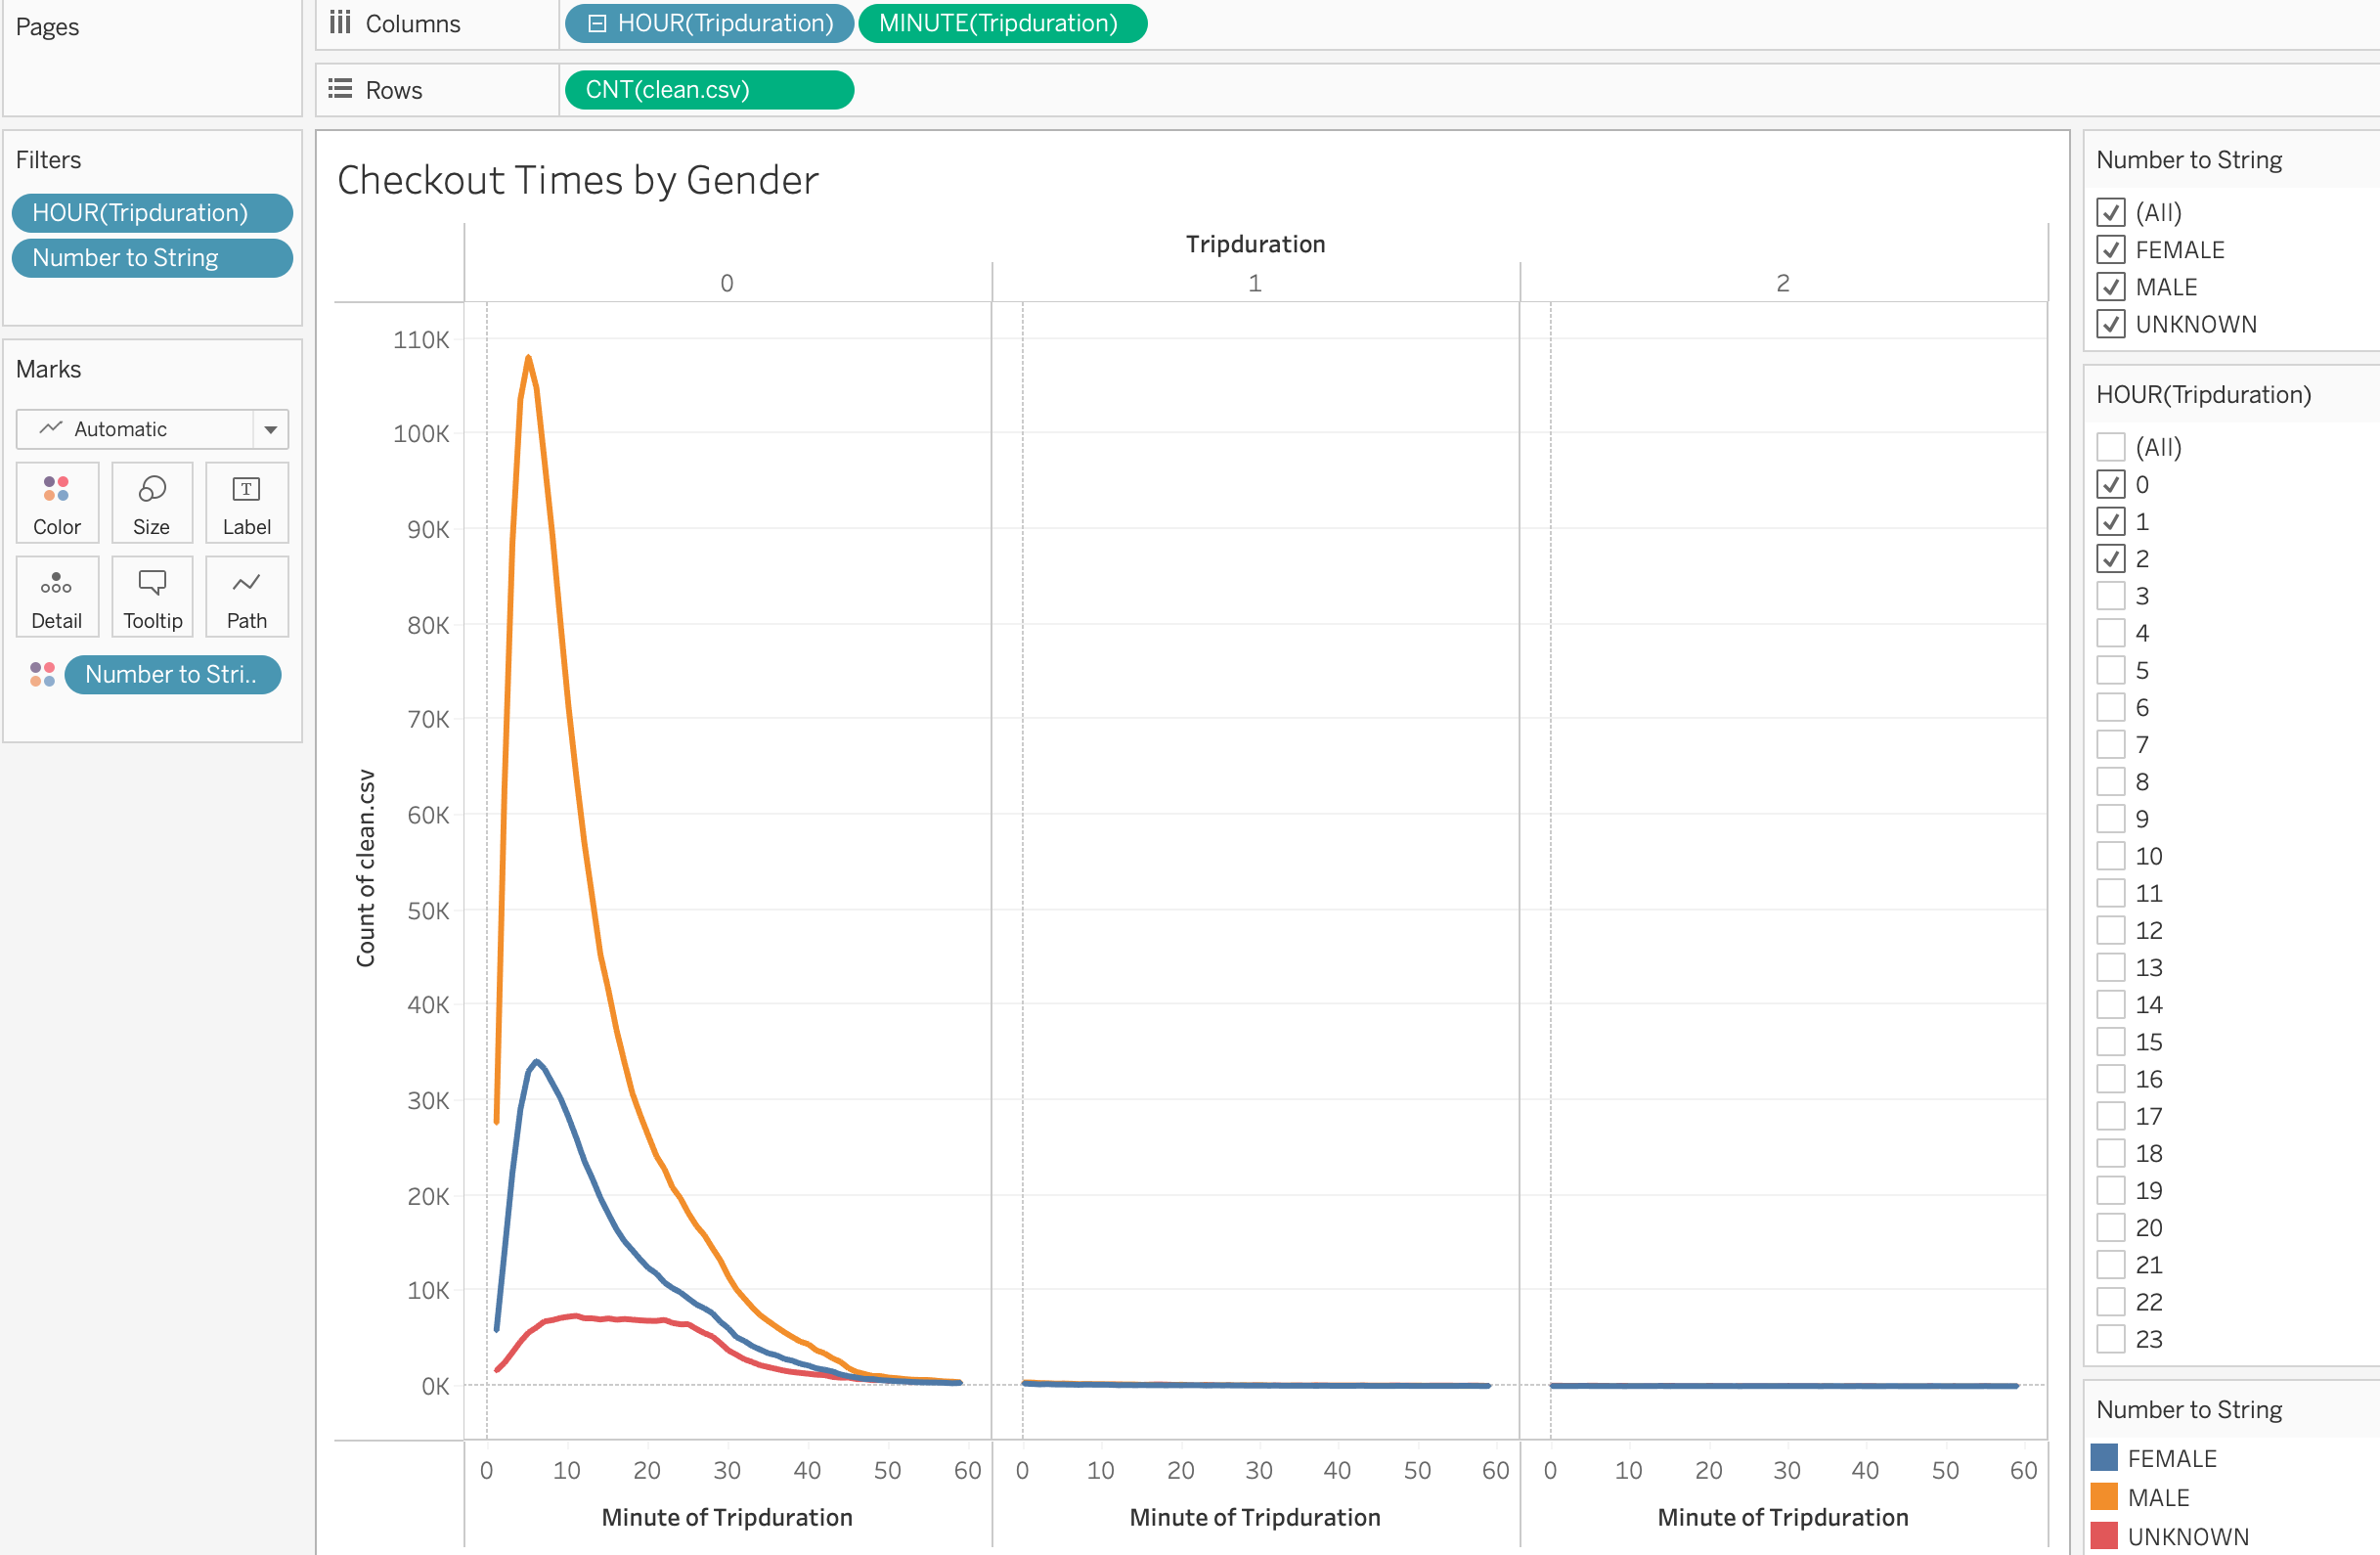 Pages
Columns
HOUR(Tripduration)
MINUTE(Tripduration)
Rows
CNT(clean.csv)
Filters
HOUR(Tripduration)
Number to String
Marks
Automatic
Color
Size
Label
Detail
Tooltip
Path
Number to Stri..
Checkout Times by Gender
Tripduration
0
1
2
Count of clean.csv
110K
100K
90K
80K
70K
60K
50K
40K
30K
20K
10K
0K
0 10 20 30 40 50 60
0 10 20 30 40 50 60
0 10 20 30 40 50 60
Minute of Tripduration
Minute of Tripduration
Minute of Tripduration
Number to String
(All)
FEMALE
MALE
UNKNOWN
HOUR(Tripduration)
(All)
0
1
2
3
4
5
6
7
8
9
10
11
12
13
14
15
16
17
18
19
20
21
22
23
Number to String
FEMALE
MALE
UNKNOWN